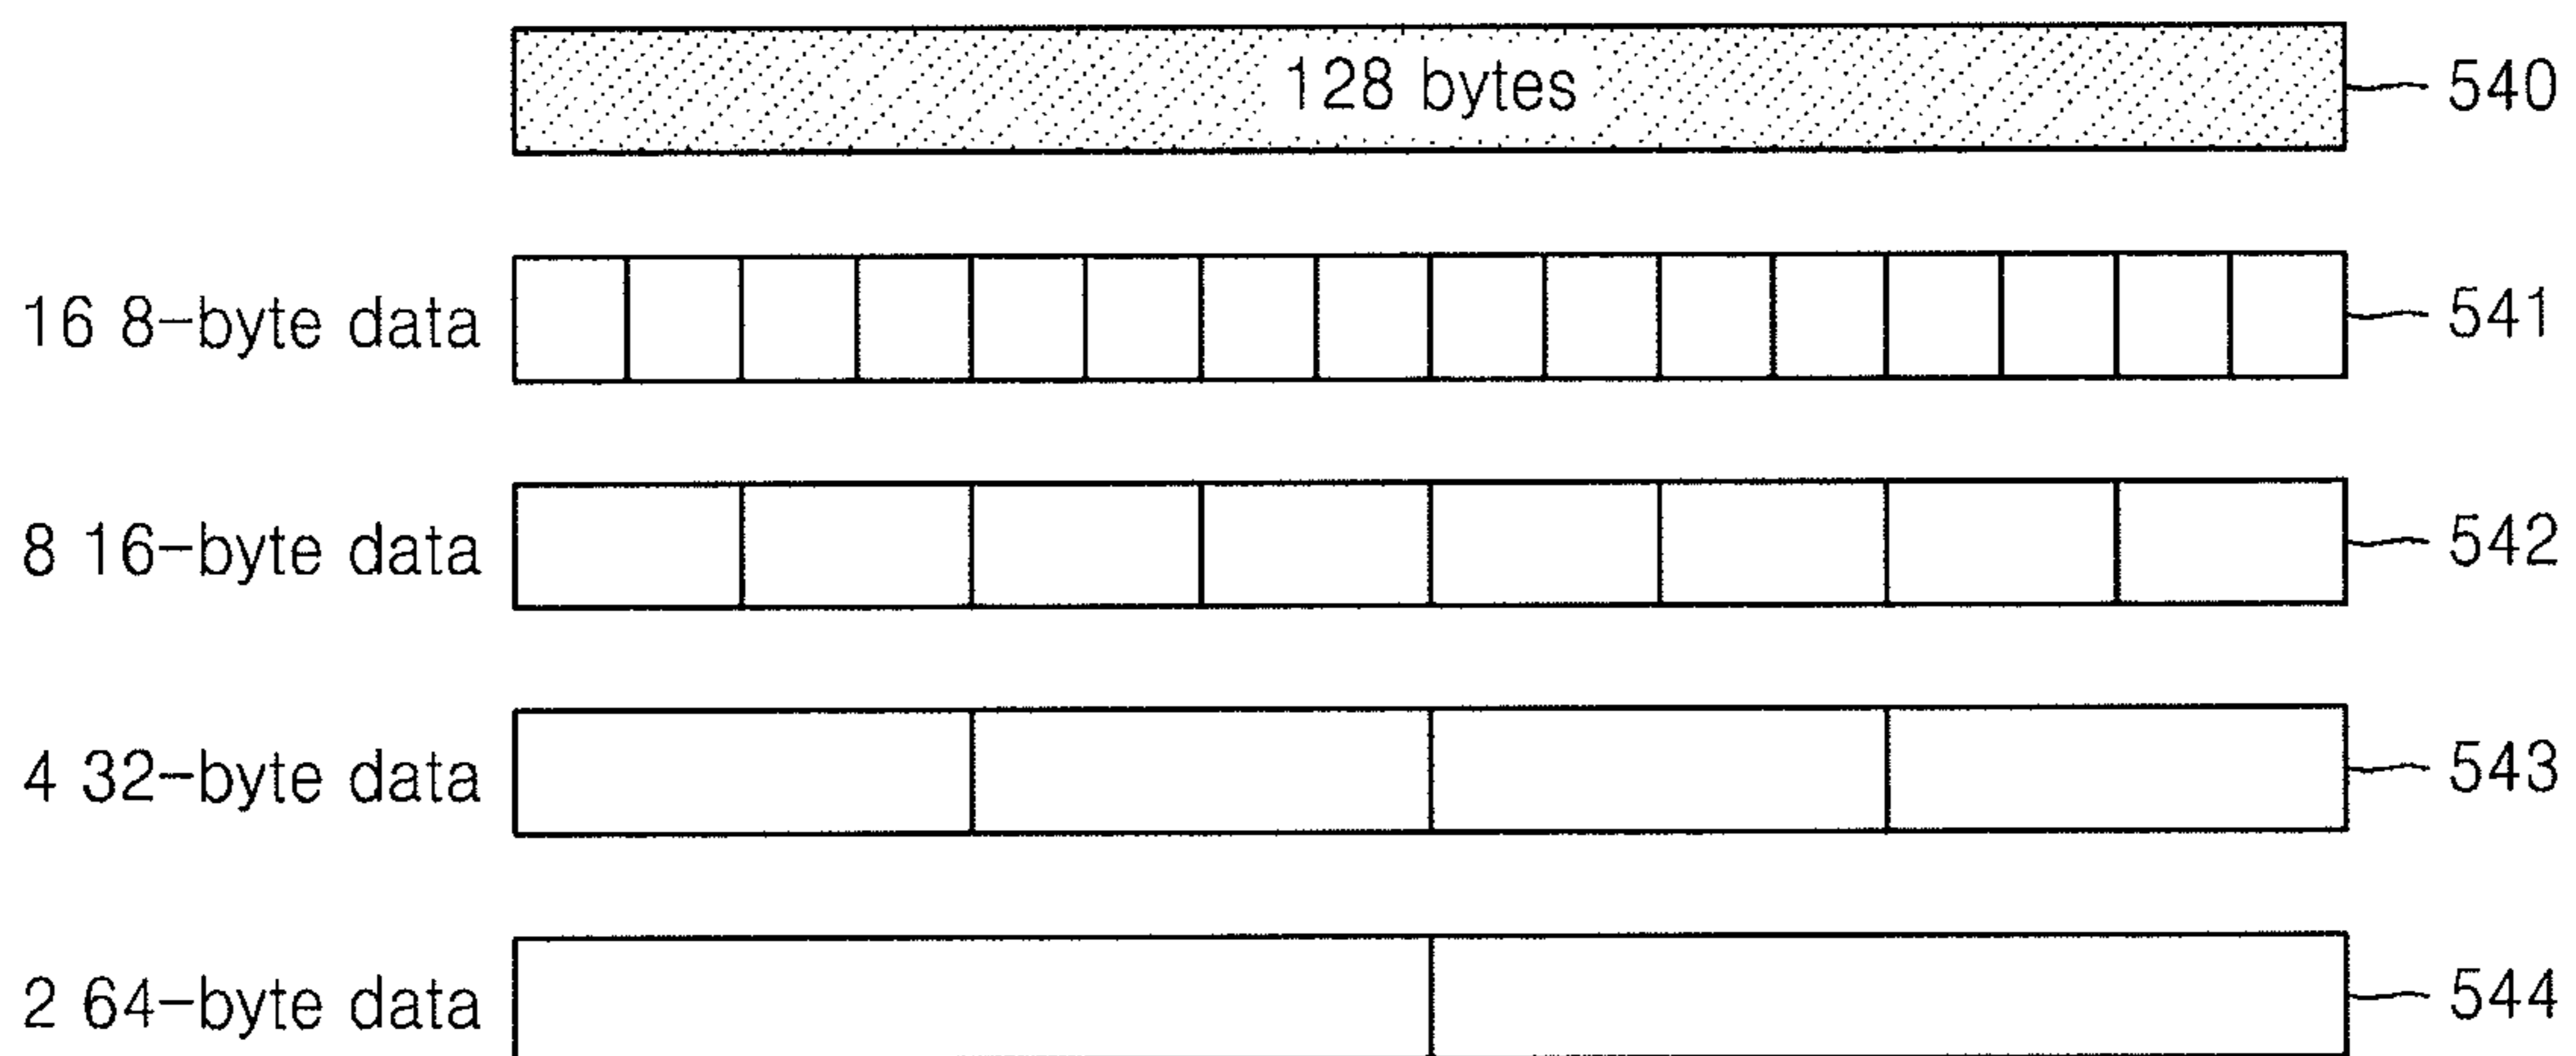 128 bytes 540
16 8-byte data 541
8 16-byte data 542
4 32-byte data 543
2 64-byte data 544